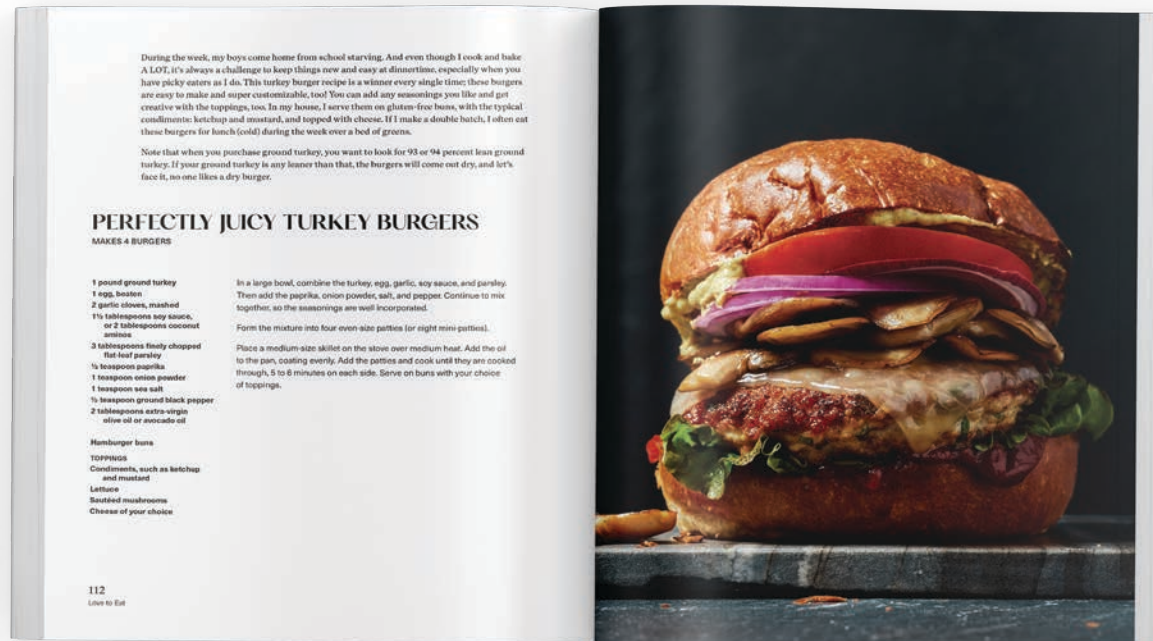 During the week, my boys come home from school starving. And even though I cook and bake
A LOT, it's always a challenge to keep things new and easy at dinnertime, especially when you
have picky eaters as I do. This turkey burger recipe is a winner every single time; these burgers
are easy to make and super customizable, too! You can add any seasonings you like and get
creative with the toppings, too. In my house, I serve them on gluten-free buns, with the typical
condiments: ketchup and mustard, and topped with cheese. If I make a double batch, I often eat
these burgers for lunch (cold) during the week over a bed of greens.
Note that when you purchase ground turkey, you want to look for 93 or 94 percent lean ground
turkey. If your ground turkey is any leaner than that, the burgers will come out dry, and let's
face it, no one likes a dry burger.
PERFECTLY JUICY TURKEY BURGERS
MAKES 4 BURGERS
1 pound ground turkey
1 egg, beaten
2 garlic cloves, mashed
1½ tablespoons soy sauce,
or 2 tablespoons coconut
aminos
3 tablespoons finely chopped
flat-leaf parsley
½ teaspoon paprika
1 teaspoon onion powder
1 teaspoon sea salt
½ teaspoon ground black pepper
2 tablespoons extra-virgin
olive oil or avocado oil
Hamburger buns
TOPPINGS
Condiments, such as ketchup
and mustard
Lettuce
Sautéed mushrooms
Cheese of your choice
In a large bowl, combine the turkey, egg, garlic, soy sauce, and parsley.
Then add the paprika, onion powder, salt, and pepper. Continue to mix
together, so the seasonings are well incorporated.
Form the mixture into four even-size patties (or eight mini-patties).
Place a medium-size skillet on the stove over medium heat. Add the oil
to the pan, coating evenly. Add the patties and cook until they are cooked
through, 5 to 6 minutes on each side. Serve on buns with your choice
of toppings.
112
Love to Eat